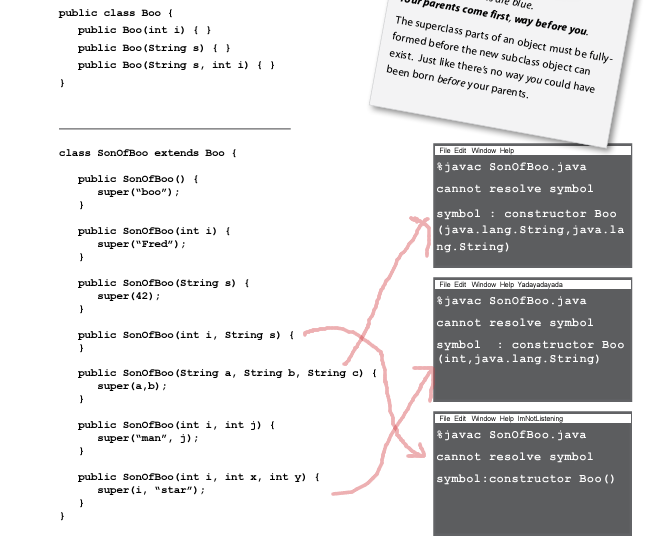 public class Boo {
public Boo(int i) { }
public Boo(String s) { }
public Boo(String s, int i) { }
}
are blue.
Your parents come first, way before you.
The superclass parts of an object must be fully-
formed before the new subclass object can
exist. Just like there's no way you could have
been born before your parents.
class SonOfBoo extends Boo {
public SonOfBoo() {
super(“boo”);
}
public SonOfBoo(int i) {
super(“Fred”);
}
public SonOfBoo(String s) {
super(42);
}
public SonOfBoo(int i, String s) {
}
public SonOfBoo(String a, String b, String c) {
super(a,b);
}
public SonOfBoo(int i, int j) {
super(“man”, j);
}
public SonOfBoo(int i, int x, int y) {
super(i, “star”);
}
}
File Edit Window Help
%javac SonOfBoo.java
cannot resolve symbol
symbol : constructor Boo
(java.lang.String,java.la
ng.String)
File Edit Window Help Yadayadayada
%javac SonOfBoo.java
cannot resolve symbol
symbol : constructor Boo
(int,java.lang.String)
File Edit Window Help ImNotListening
%javac SonOfBoo.java
cannot resolve symbol
symbol:constructor Boo()